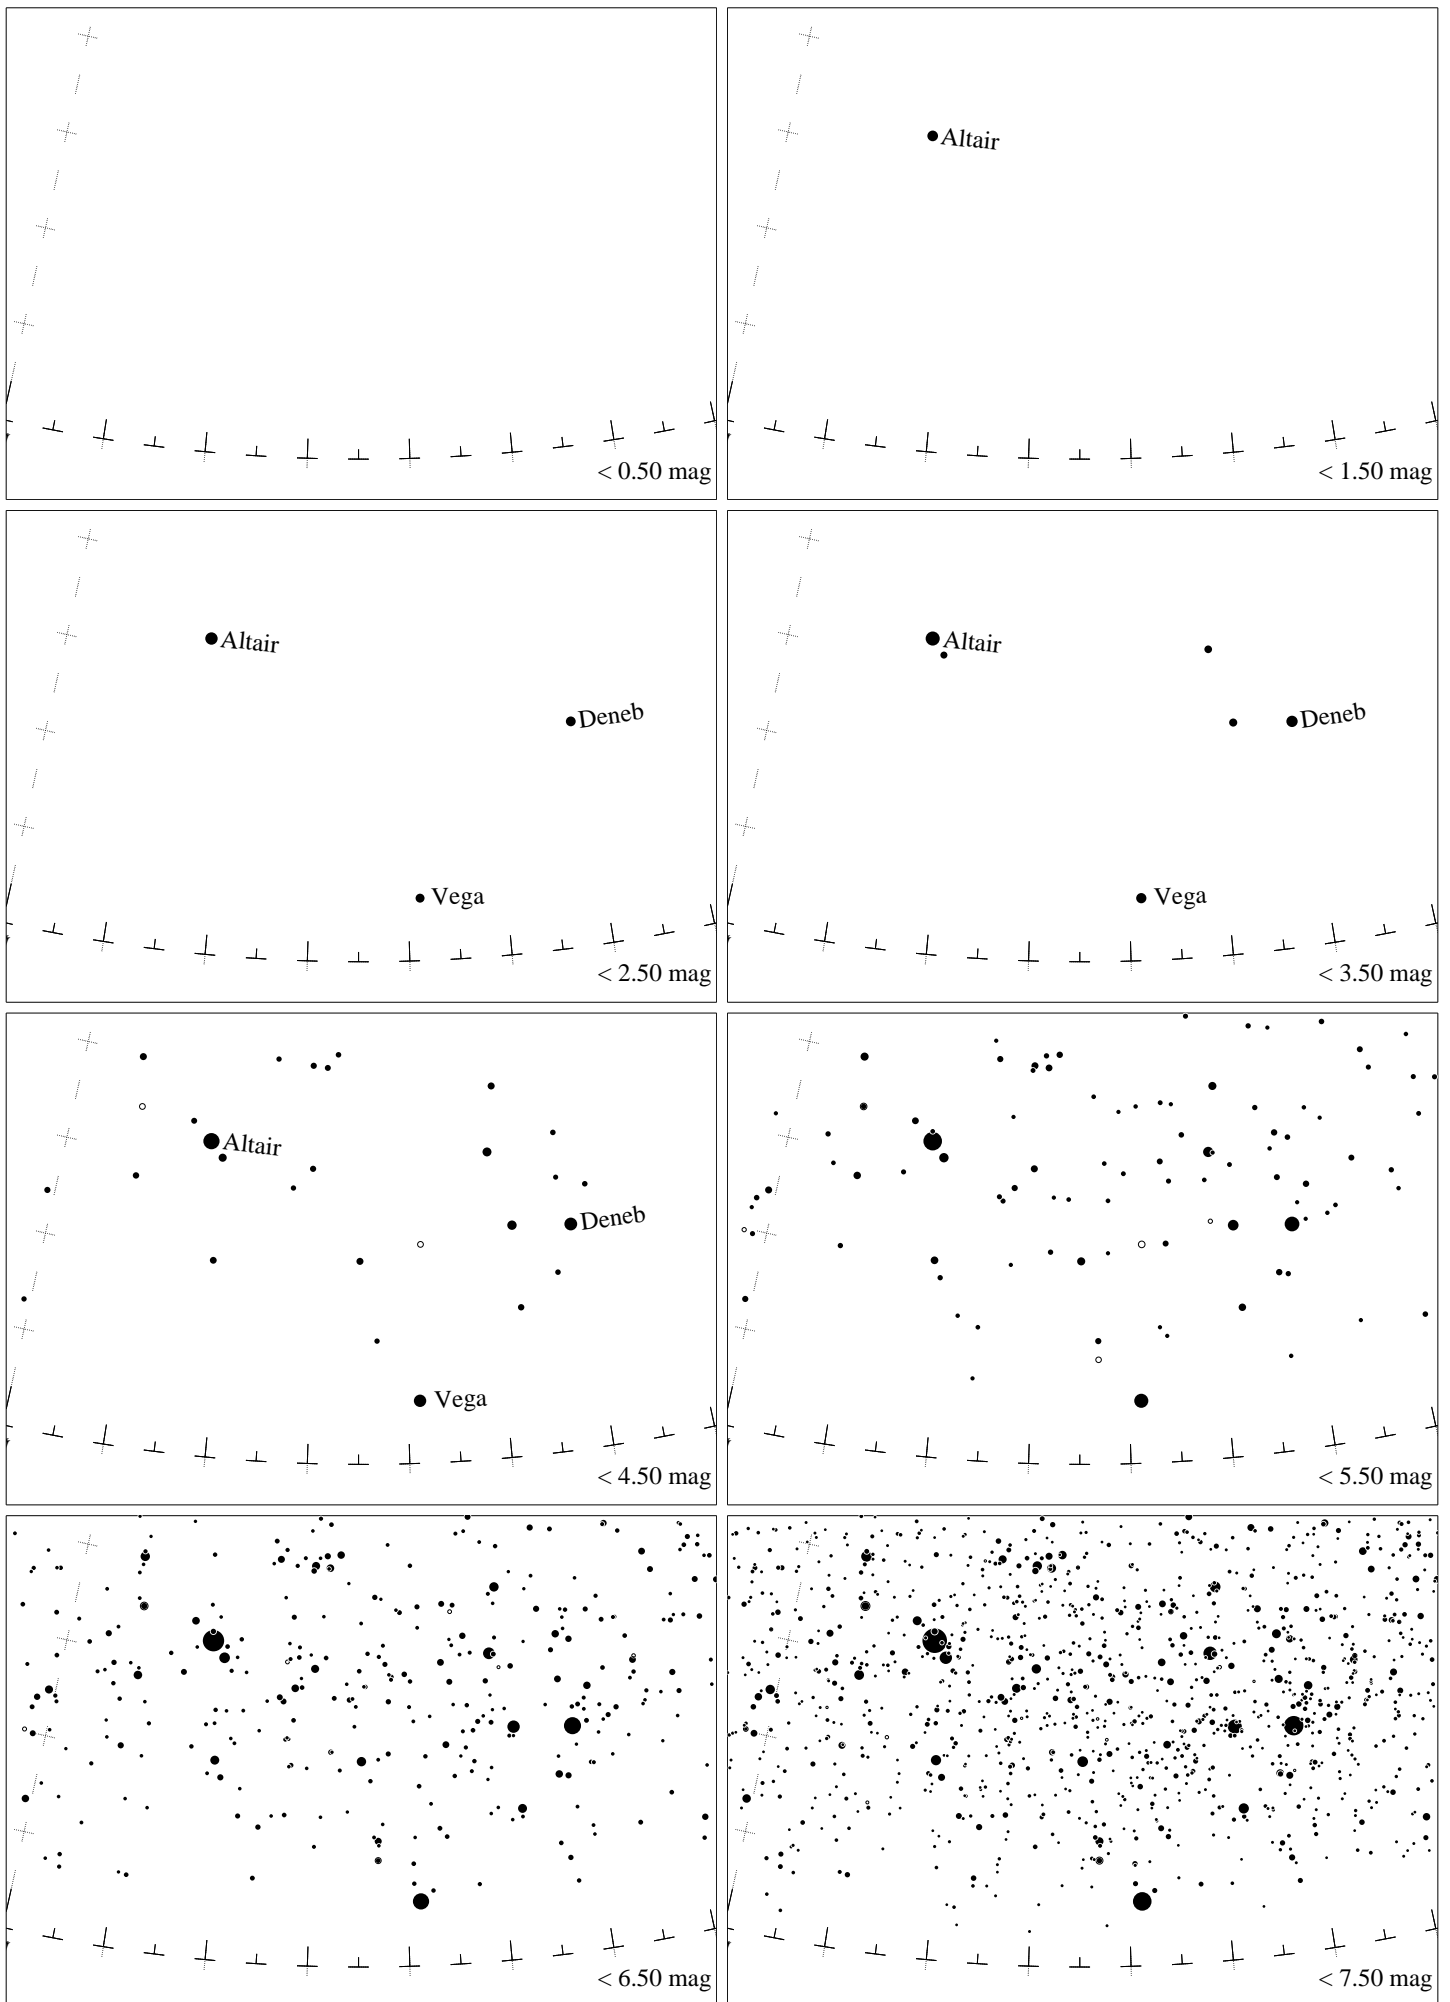 < 0.50 mag
Altair
< 1.50 mag
Altair
Deneb
Vega
< 2.50 mag
Altair
Deneb
Vega
< 3.50 mag
Altair
Deneb
Vega
< 4.50 mag
< 5.50 mag
< 6.50 mag
< 7.50 mag